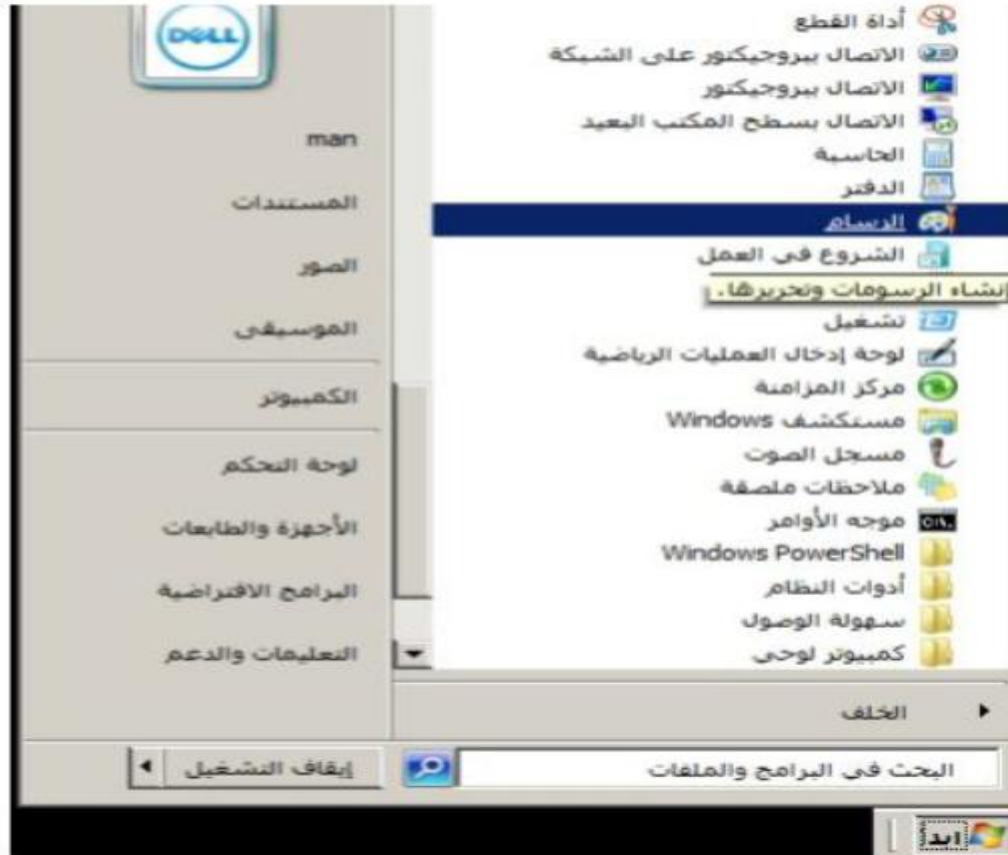 أداة القطع
الاتصال ببروجيكتور على الشبكة
الاتصال ببروجيكتور
الاتصال بسطح المكتب البعيد
الحاسبة
الدفتر
الرسام
الشروع في العمل
إنشاء الرسومات وتحريرها.
تشغيل
لوحة إدخال العمليات الرياضية
مركز المزامنة
مستكشف Windows
مسجل الصوت
ملاحظات ملصقة
موجه الأوامر
Windows PowerShell
أدوات النظام
سهولة الوصول
كمبيوتر لوحي
الخلف
البحث في البرامج والملفات
DELL
man
المستندات
الصور
الموسيقى
الكمبيوتر
لوحة التحكم
الأجهزة والطابعات
البرامج الافتراضية
التعليمات والدعم
إيقاف التشغيل
ابد